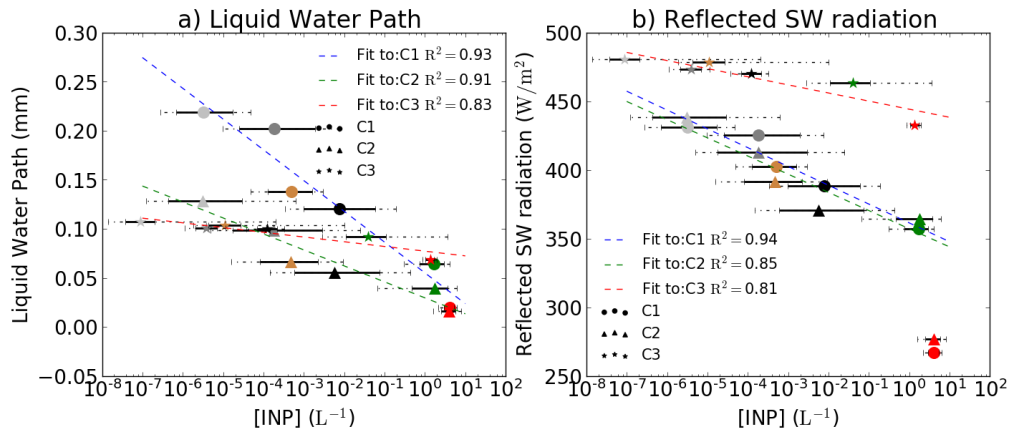 a) Liquid Water Path
b) Reflected SW radiation
0.30
0.25
0.20
0.15
0.10
0.05
0.00
−0.05
Liquid Water Path (mm)
Fit to:C1 R² = 0.93
Fit to:C2 R² = 0.91
Fit to:C3 R² = 0.83
C1
C2
C3
10⁻⁸ 10⁻⁷ 10⁻⁶ 10⁻⁵ 10⁻⁴ 10⁻³ 10⁻² 10⁻¹ 10⁰ 10¹ 10²
[INP] (L⁻¹)
500
450
400
350
300
250
Reflected SW radiation (W/m²)
Fit to:C1 R² = 0.94
Fit to:C2 R² = 0.85
Fit to:C3 R² = 0.81
C1
C2
C3
10⁻⁸ 10⁻⁷ 10⁻⁶ 10⁻⁵ 10⁻⁴ 10⁻³ 10⁻² 10⁻¹ 10⁰ 10¹ 10²
[INP] (L⁻¹)